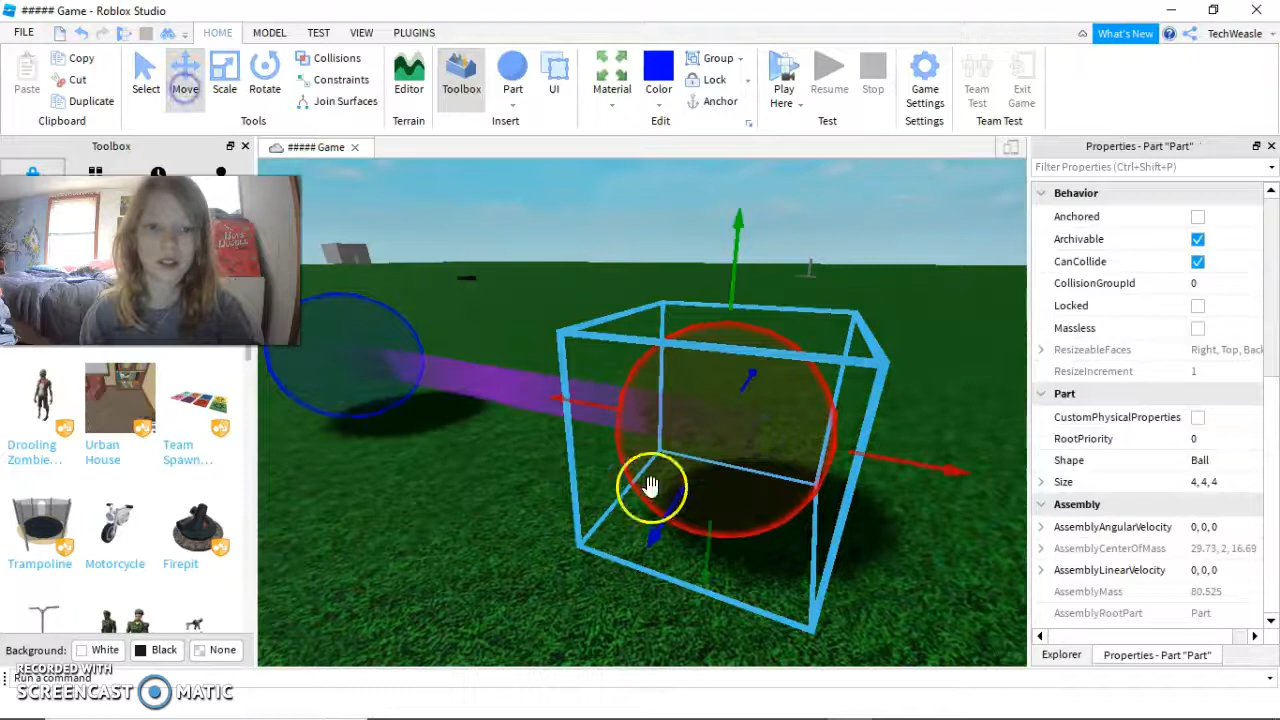 ##### Game - Roblox Studio
FILE
HOME
MODEL
TEST
VIEW
PLUGINS
What's New
TechWeasle
Paste
Copy
Cut
Duplicate
Clipboard
Select
Move
Scale
Rotate
Collisions
Constraints
Join Surfaces
Tools
Editor
Terrain
Toolbox
Part
UI
Insert
Material
Color
Group
Lock
Anchor
Edit
Play Here
Resume
Stop
Test
Game Settings
Settings
Team Test
Exit Game
Team Test
Toolbox
##### Game
Properties - Part "Part"
Filter Properties (Ctrl+Shift+P)
Behavior
Anchored
Archivable
CanCollide
CollisionGroupId 0
Locked
Massless
ResizeableFaces Right, Top, Back
ResizeIncrement 1
Part
CustomPhysicalProperties
RootPriority 0
Shape Ball
Size 4,4,4
Assembly
AssemblyAngularVelocity 0,0,0
AssemblyCenterOfMass 29.73, 2, 16.69
AssemblyLinearVelocity 0,0,0
AssemblyMass 80.525
AssemblyRootPart Part
Explorer
Properties - Part "Part"
Drooling Zombie...
Urban House
Team Spawn...
Trampoline
Motorcycle
Firepit
Background:
White
Black
None
Run a command
RECORDED WITH
SCREENCAST MATIC